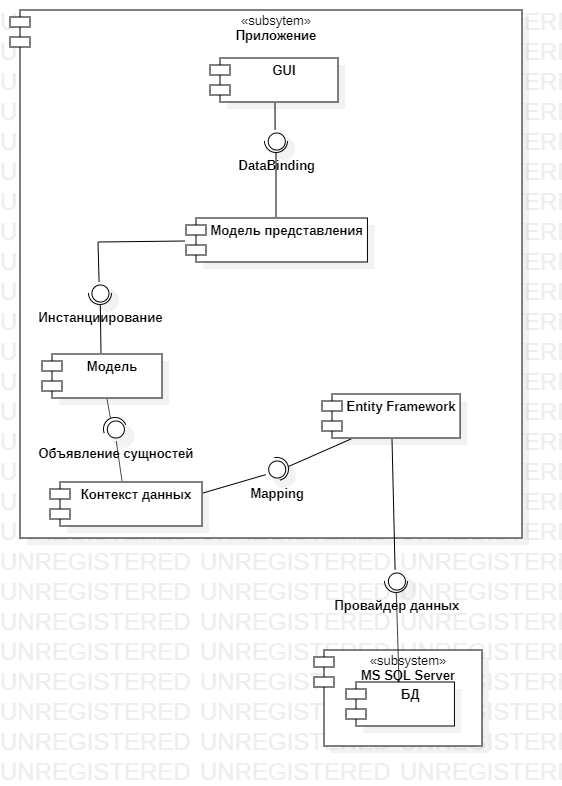 «subsytem»
Приложение
GUI
DataBinding
Модель представления
Инстанциирование
Модель
Entity Framework
Объявление сущностей
Контекст данных
Mapping
UNREGISTERED UNREGISTERED UNREGISTERI
Провайдер данных
«subsystem»
MS SQL Server
БД